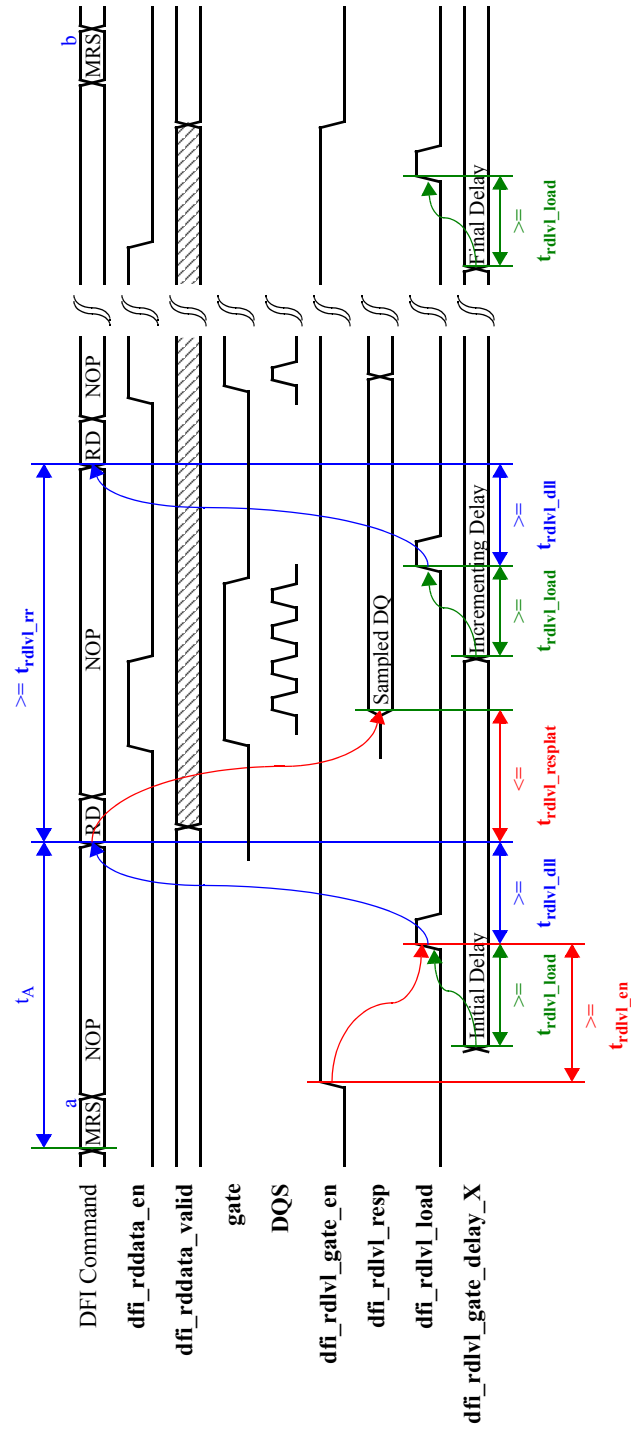 t_A
>= t_rdlvl_rr
a
b
DFI Command
MRS
NOP
RD
NOP
RD
NOP
MRS
dfi_rddata_en
dfi_rddata_valid
gate
DQS
dfi_rdlvl_gate_en
dfi_rdlvl_resp
Sampled DQ
dfi_rdlvl_load
dfi_rdlvl_gate_delay_X
Initial Delay
Incrementing Delay
Final Delay
>=
t_rdlvl_load
>=
t_rdlvl_dll
<=
t_rdlvl_resplat
>=
t_rdlvl_load
>=
t_rdlvl_dll
>=
t_rdlvl_load
>=
t_rdlvl_en